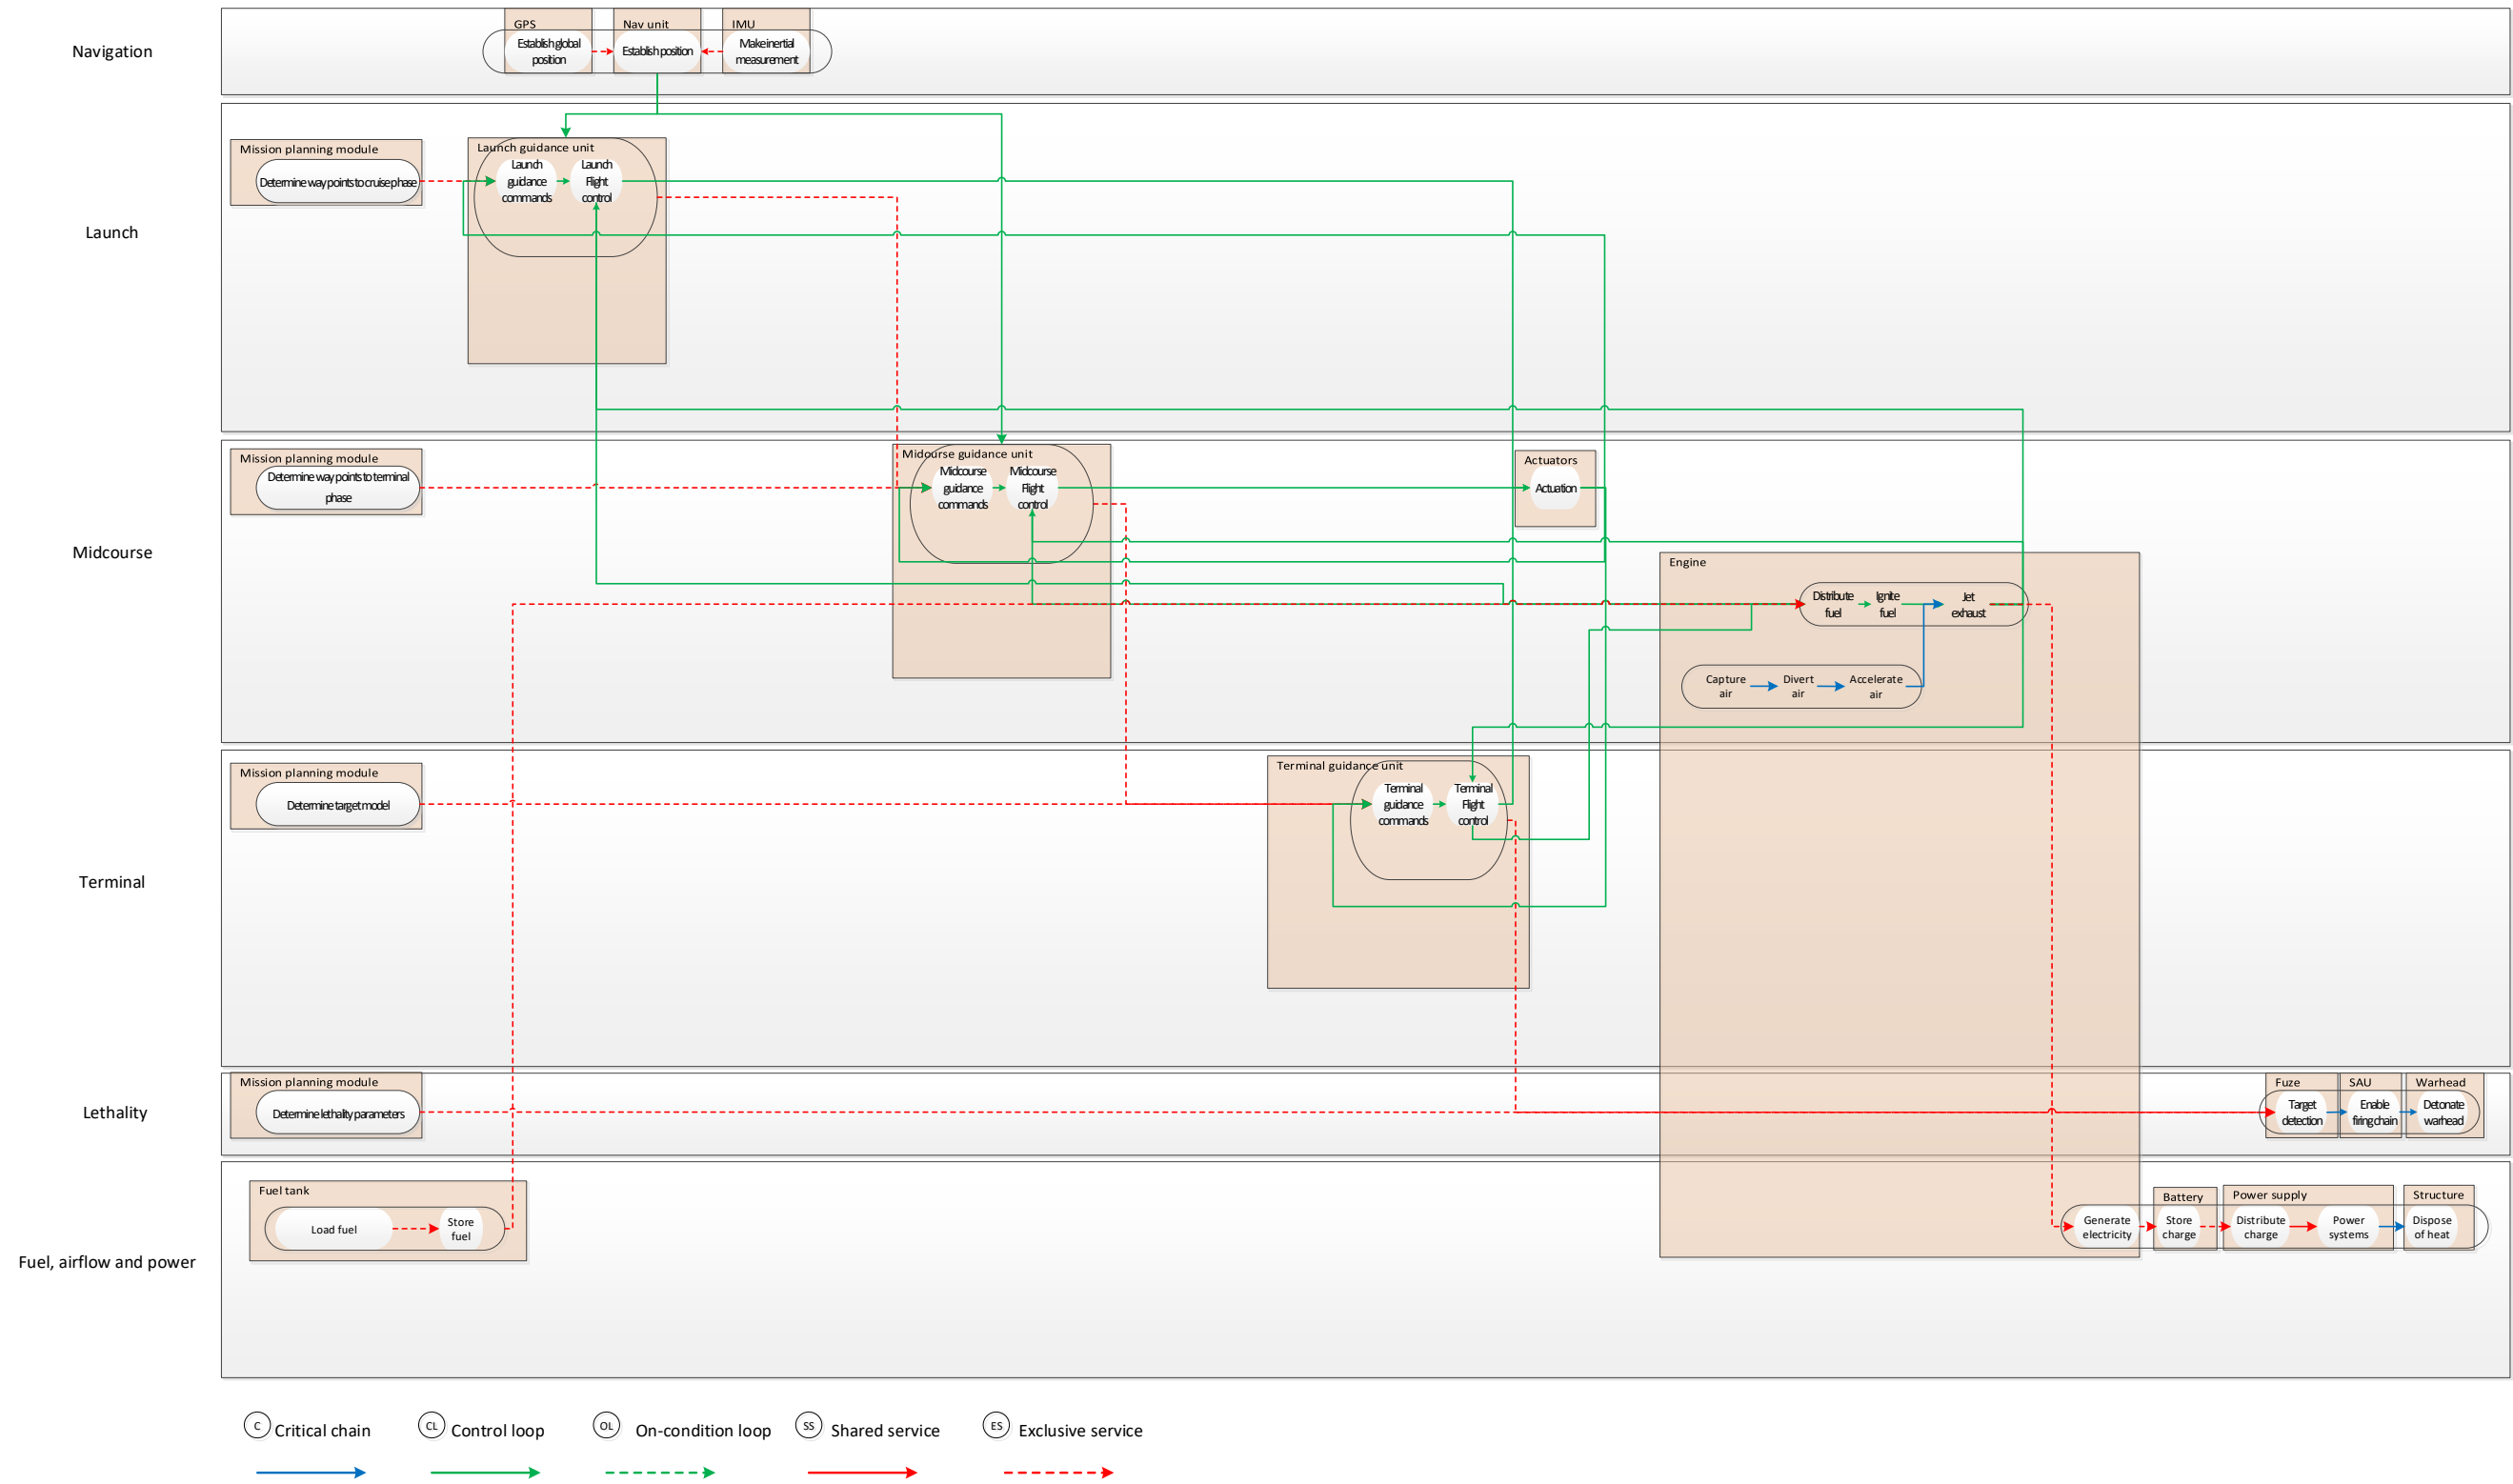 Navigation
GPS
Nav unit
IMU
Establish global
position
Establish position
Make inertial
measurement
Launch
Mission planning module
Determine way points to cruise phase
Launch guidance unit
Launch
guidance
commands
Launch
Flight
control
Midcourse
Mission planning module
Determine way points to terminal
phase
Midourse guidance unit
Midcourse
guidance
commands
Midcourse
Flight
control
Actuators
Actuation
Engine
Distribute
fuel
Ignite
fuel
Jet
exhaust
Capture
air
Divert
air
Accelerate
air
Terminal
Mission planning module
Determine target model
Terminal guidance unit
Terminal
guidance
commands
Terminal
Flight
control
Lethality
Mission planning module
Determine lethality parameters
Fuze
SAU
Warhead
Target
detection
Enable
firing chain
Detonate
warhead
Fuel, airflow and power
Fuel tank
Load fuel
Store
fuel
Battery
Power supply
Structure
Generate
electricity
Store
charge
Distribute
charge
Power
systems
Dispose
of heat
C Critical chain
CL Control loop
OL On-condition loop
SS Shared service
ES Exclusive service